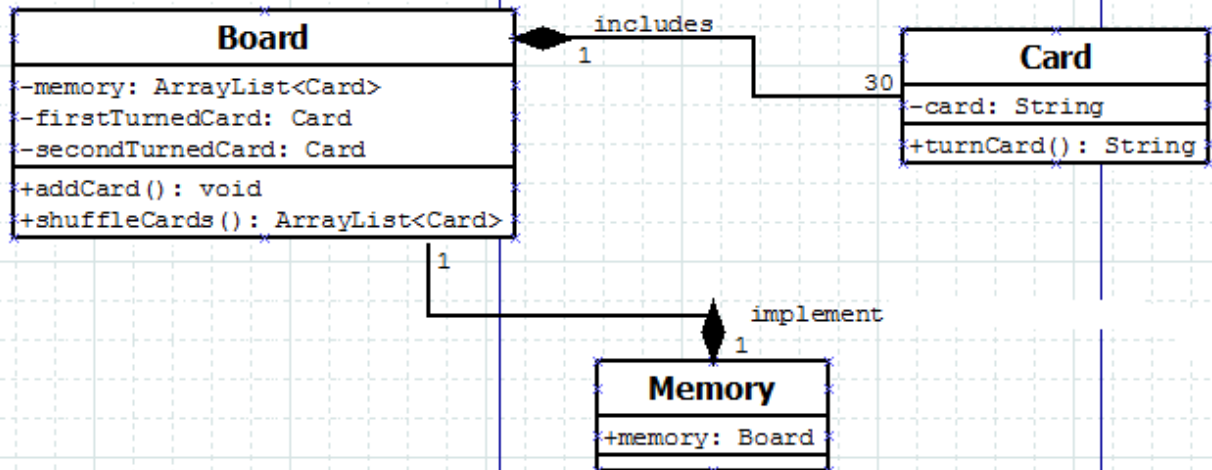 Board
-memory: ArrayList<Card>
-firstTurnedCard: Card
-secondTurnedCard: Card
+addCard(): void
+shuffleCards(): ArrayList<Card>
includes
1
30
Card
-card: String
+turnCard(): String
1
implement
1
Memory
+memory: Board